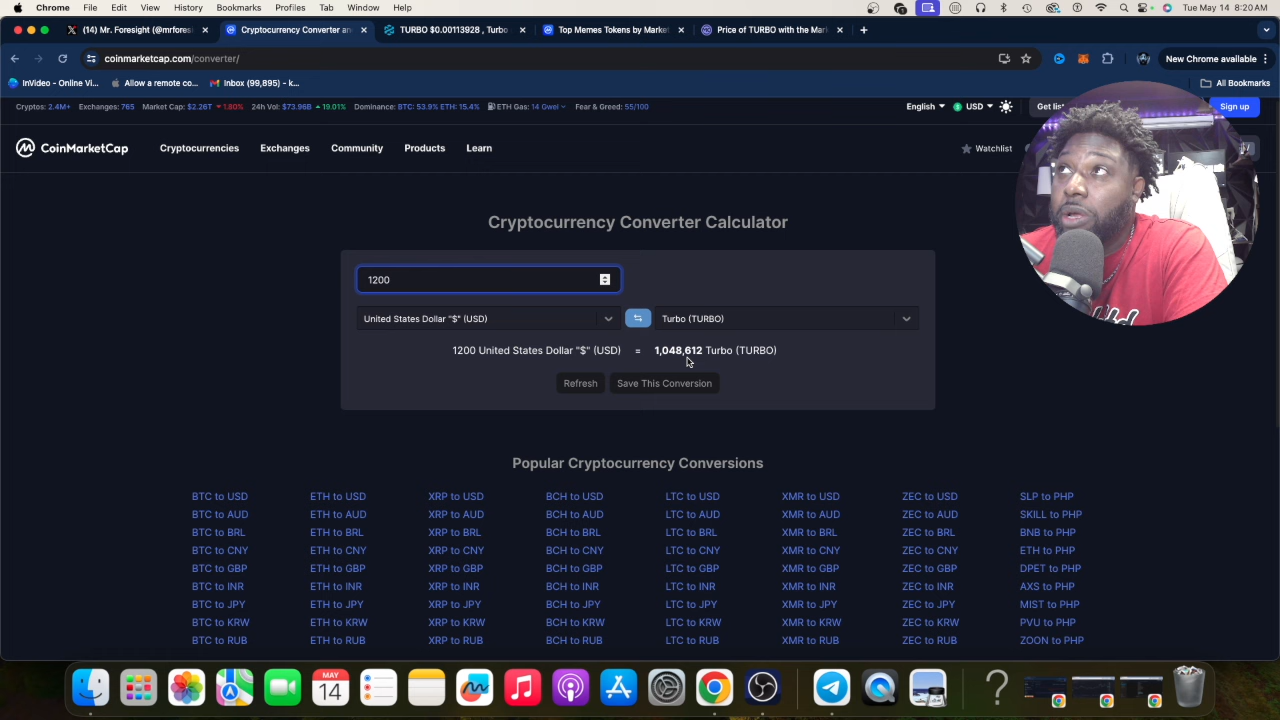 Chrome File Edit View History Bookmarks Profiles Tab Window Help Tue May 14 8:20 AM
(14) Mr. Foresight (@mrfores Cryptocurrency Converter an TURBO $0.00113928 , Turbo Top Memes Tokens by Market Price of TURBO with the Mar
coinmarketcap.com/converter/ New Chrome available
InVideo - Online Vi... Allow a remote co... Inbox (99,895) - k... All Bookmarks
Cryptos: 2.4M+ Exchanges: 765 Market Cap: $2.26T 1.80% 24h Vol: $73.96B 19.01% Dominance: BTC: 53.9% ETH: 15.4% ETH Gas: 14 Gwei Fear & Greed: 55/100 English USD Get lis Sign up
CoinMarketCap Cryptocurrencies Exchanges Community Products Learn Watchlist
Cryptocurrency Converter Calculator
1200
United States Dollar "$" (USD) Turbo (TURBO)
1200 United States Dollar "$" (USD) = 1,048,612 Turbo (TURBO)
Refresh Save This Conversion
Popular Cryptocurrency Conversions
BTC to USD ETH to USD XRP to USD BCH to USD LTC to USD XMR to USD ZEC to USD SLP to PHP
BTC to AUD ETH to AUD XRP to AUD BCH to AUD LTC to AUD XMR to AUD ZEC to AUD SKILL to PHP
BTC to BRL ETH to BRL XRP to BRL BCH to BRL LTC to BRL XMR to BRL ZEC to BRL BNB to PHP
BTC to CNY ETH to CNY XRP to CNY BCH to CNY LTC to CNY XMR to CNY ZEC to CNY ETH to PHP
BTC to GBP ETH to GBP XRP to GBP BCH to GBP LTC to GBP XMR to GBP ZEC to GBP DPET to PHP
BTC to INR ETH to INR XRP to INR BCH to INR LTC to INR XMR to INR ZEC to INR AXS to PHP
BTC to JPY ETH to JPY XRP to JPY BCH to JPY LTC to JPY XMR to JPY ZEC to JPY MIST to PHP
BTC to KRW ETH to KRW XRP to KRW BCH to KRW LTC to KRW XMR to KRW ZEC to KRW PVU to PHP
BTC to RUB ETH to RUB XRP to RUB BCH to RUB LTC to RUB XMR to RUB ZEC to RUB ZOON to PHP
MAY
14